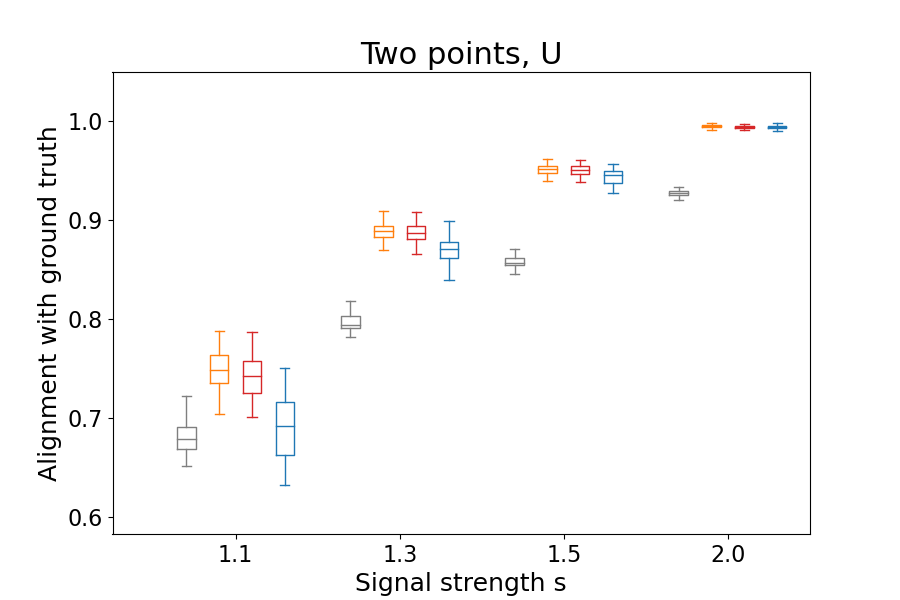 Two points, U
Alignment with ground truth
1.0
0.9
0.8
0.7
0.6
1.1 1.3 1.5 2.0
Signal strength s